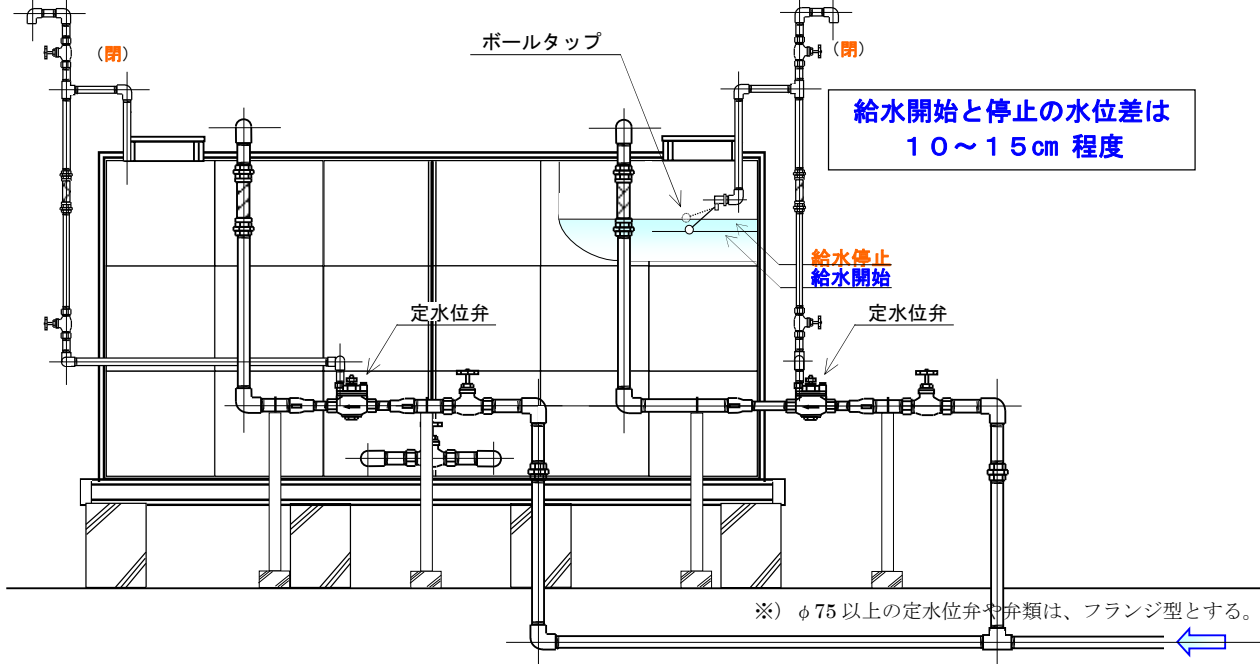 ボールタップ
（閉）
（閉）
給水開始と停止の水位差は
１０～１５㎝ 程度
給水停止
給水開始
定水位弁
定水位弁
※） φ75以上の定水位弁や弁類は、フランジ型とする。